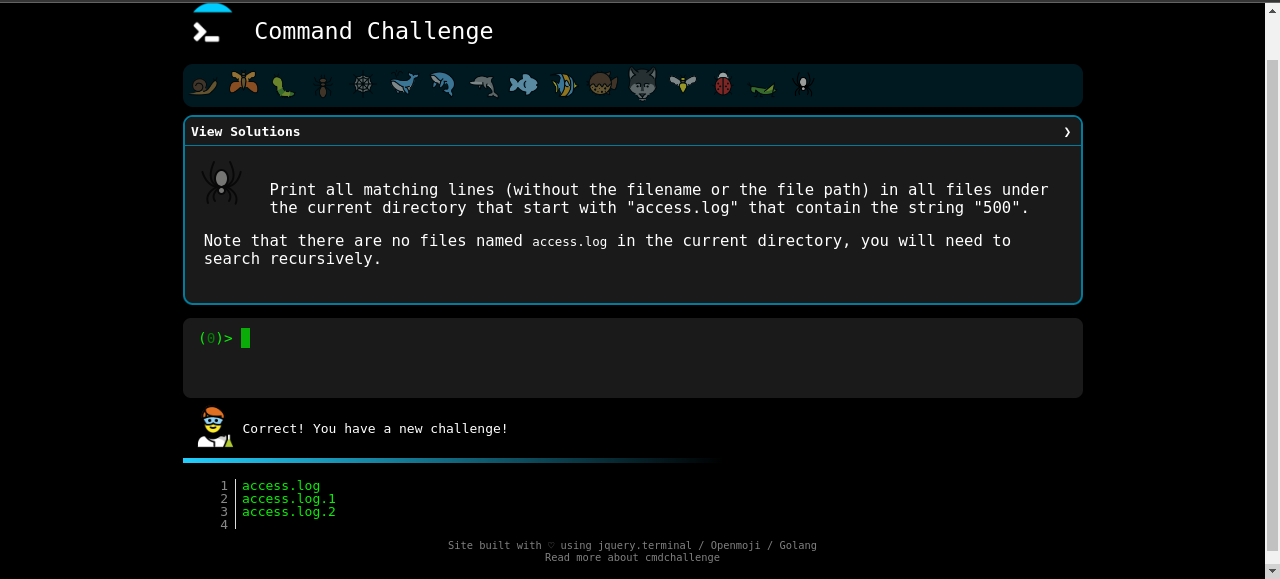 Command Challenge
View Solutions ❯
Print all matching lines (without the filename or the file path) in all files under
the current directory that start with "access.log" that contain the string "500".
Note that there are no files named access.log in the current directory, you will need to
search recursively.
(0)>
Correct! You have a new challenge!
1 access.log
2 access.log.1
3 access.log.2
4
Site built with ♡ using jquery.terminal / Openmoji / Golang
Read more about cmdchallenge